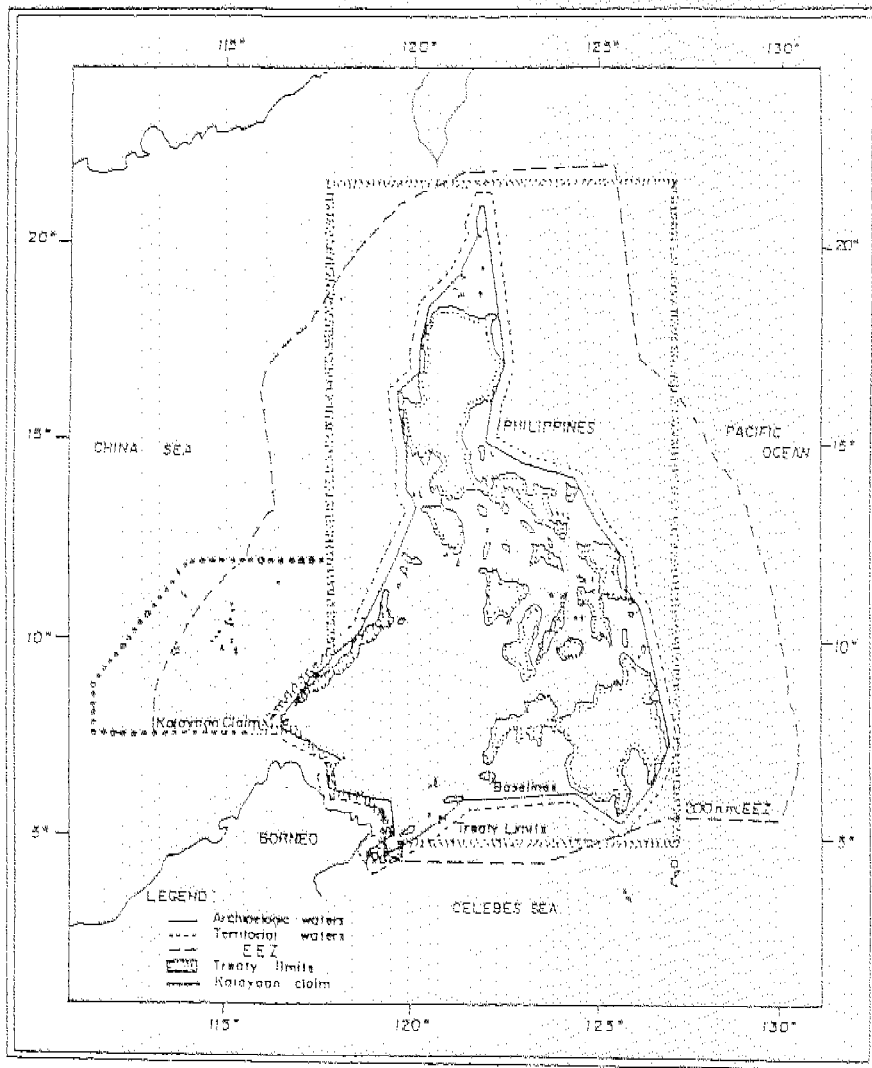 115° 120° 125° 130°
20° 20°
PHILIPPINES
PACIFIC
OCEAN
15° 15°
CHINA SEA
10° 10°
Kalayaan Claim
Baselines
200 nm EEZ
Treaty Limits
5° 5°
BORNEO
CELEBES SEA
LEGEND:
Archipelagic waters
Territorial waters
EEZ
Treaty limits
Kalayaan claim
115° 120° 125° 130°